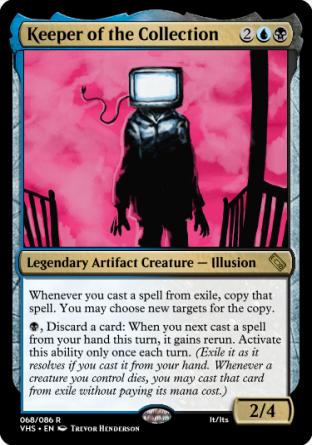 Keeper of the Collection 2
Legendary Artifact Creature — Illusion
Whenever you cast a spell from exile, copy that
spell. You may choose new targets for the copy.
, Discard a card: When you next cast a spell
from your hand this turn, it gains rerun. Activate
this ability only once each turn. (Exile it as it
resolves if you cast it from your hand. Whenever a
creature you control dies, you may cast that card
from exile without paying its mana cost.)
2/4
068/086 R
VHS • EN TREVOR HENDERSON
It/Its